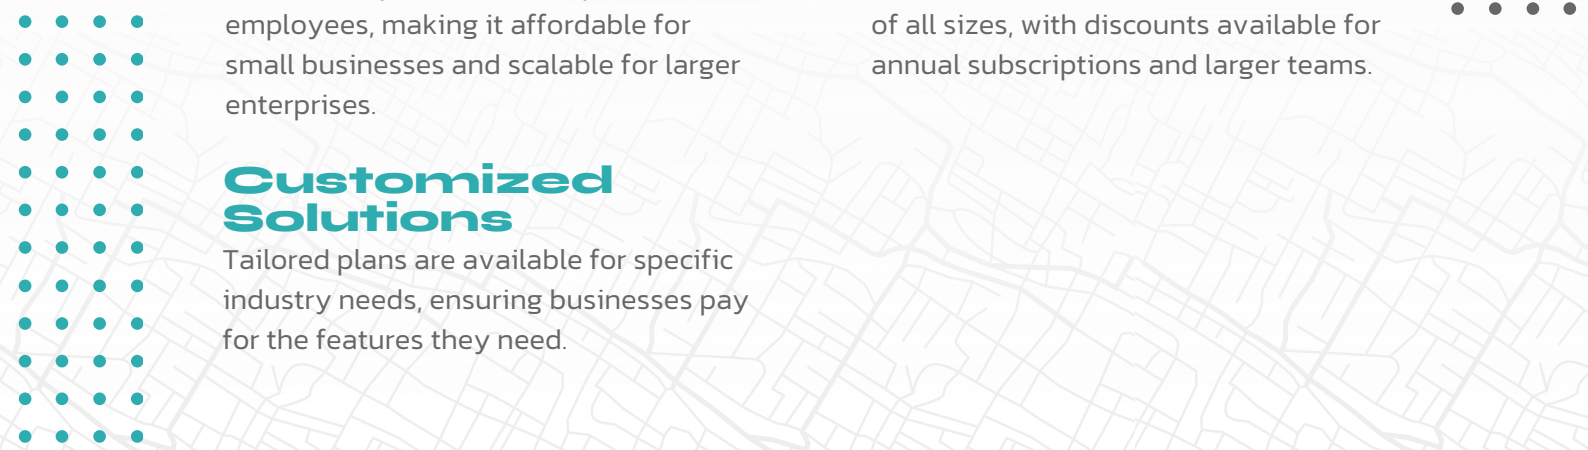 employees, making it affordable for
small businesses and scalable for larger
enterprises.
Customized
Solutions
Tailored plans are available for specific
industry needs, ensuring businesses pay
for the features they need.
of all sizes, with discounts available for
annual subscriptions and larger teams.